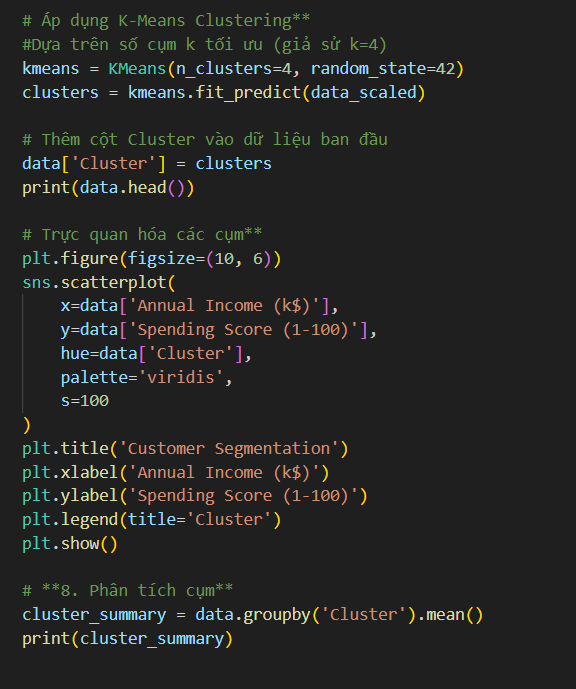 # Áp dụng K-Means Clustering**
#Dựa trên số cụm k tối ưu (giả sử k=4)
kmeans = KMeans(n_clusters=4, random_state=42)
clusters = kmeans.fit_predict(data_scaled)

# Thêm cột Cluster vào dữ liệu ban đầu
data['Cluster'] = clusters
print(data.head())

# Trực quan hóa các cụm**
plt.figure(figsize=(10, 6))
sns.scatterplot(
    x=data['Annual Income (k$)'],
    y=data['Spending Score (1-100)'],
    hue=data['Cluster'],
    palette='viridis',
    s=100
)
plt.title('Customer Segmentation')
plt.xlabel('Annual Income (k$)')
plt.ylabel('Spending Score (1-100)')
plt.legend(title='Cluster')
plt.show()

# **8. Phân tích cụm**
cluster_summary = data.groupby('Cluster').mean()
print(cluster_summary)